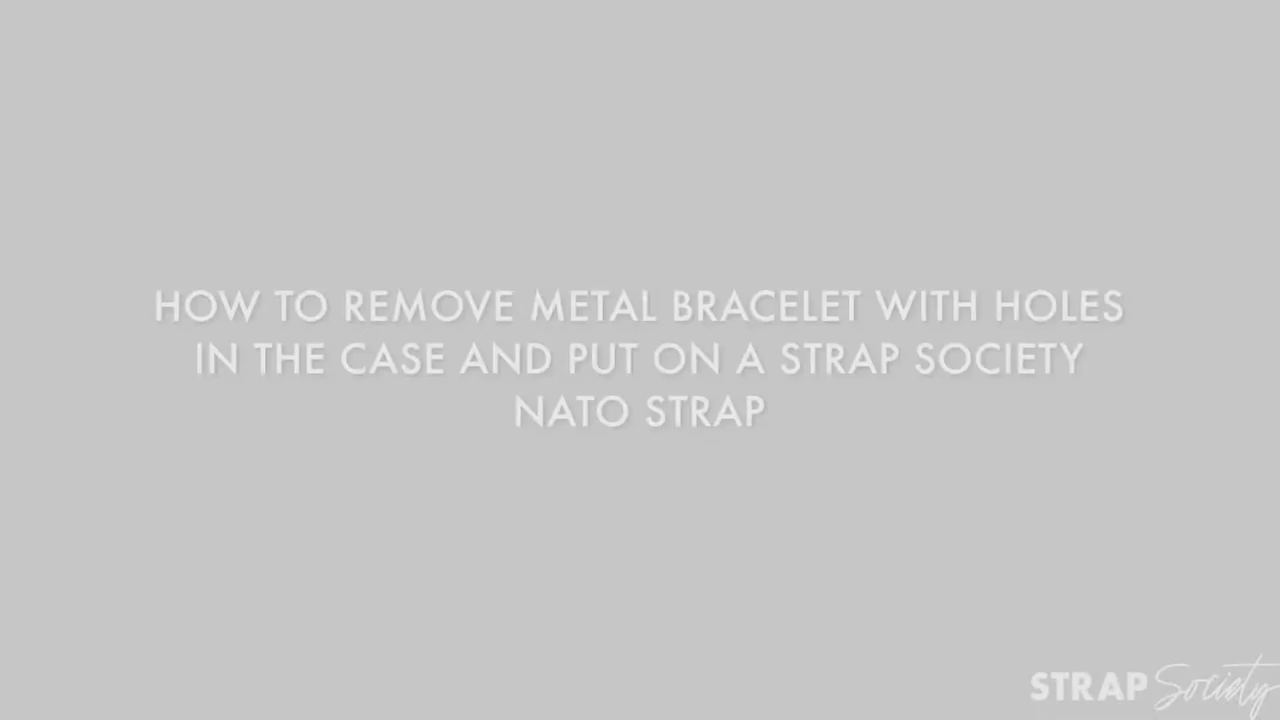 HOW TO REMOVE METAL BRACELET WITH HOLES
IN THE CASE AND PUT ON A STRAP SOCIETY
NATO STRAP
STRAP Society